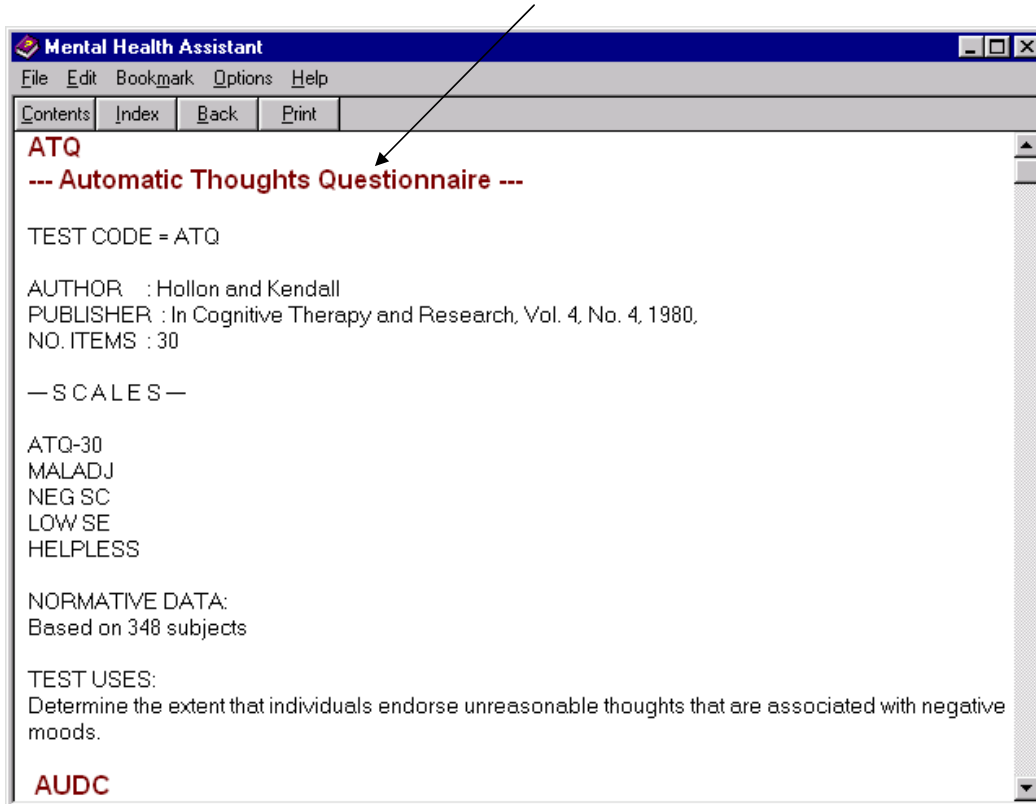 Mental Health Assistant
File Edit Bookmark Options Help
Contents Index Back Print
ATQ
--- Automatic Thoughts Questionnaire ---
TEST CODE = ATQ
AUTHOR : Hollon and Kendall
PUBLISHER : In Cognitive Therapy and Research, Vol. 4, No. 4, 1980,
NO. ITEMS : 30
— S C A L E S —
ATQ-30
MALADJ
NEG SC
LOW SE
HELPLESS
NORMATIVE DATA:
Based on 348 subjects
TEST USES:
Determine the extent that individuals endorse unreasonable thoughts that are associated with negative
moods.
AUDC